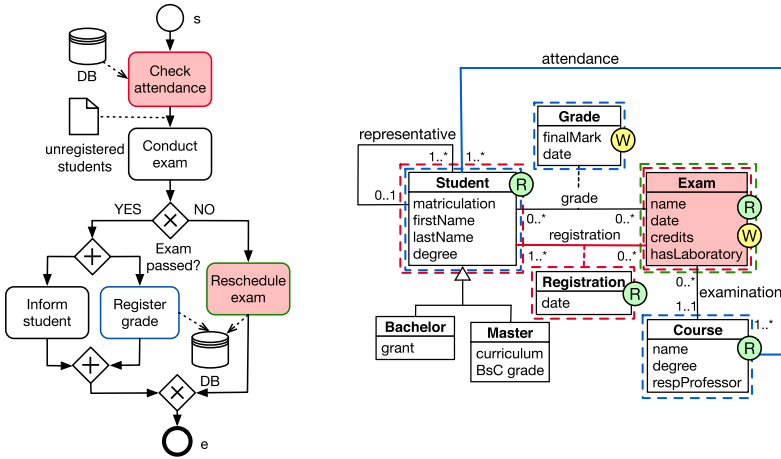 s
DB
Check
attendance
unregistered
students
Conduct
exam
YES
NO
Exam
passed?
Inform
student
Register
grade
Reschedule
exam
DB
e
attendance
representative
1..*
1..*
0..1
Student
R
matriculation
firstName
lastName
degree
Grade
finalMark
date
W
grade
0..*
0..*
registration
1..*
0..*
Exam
name
date
credits
hasLaboratory
R
W
Registration
date
R
Bachelor
grant
Master
curriculum
BsC grade
0..*
examination
1..1
Course
name
degree
respProfessor
R
1..*